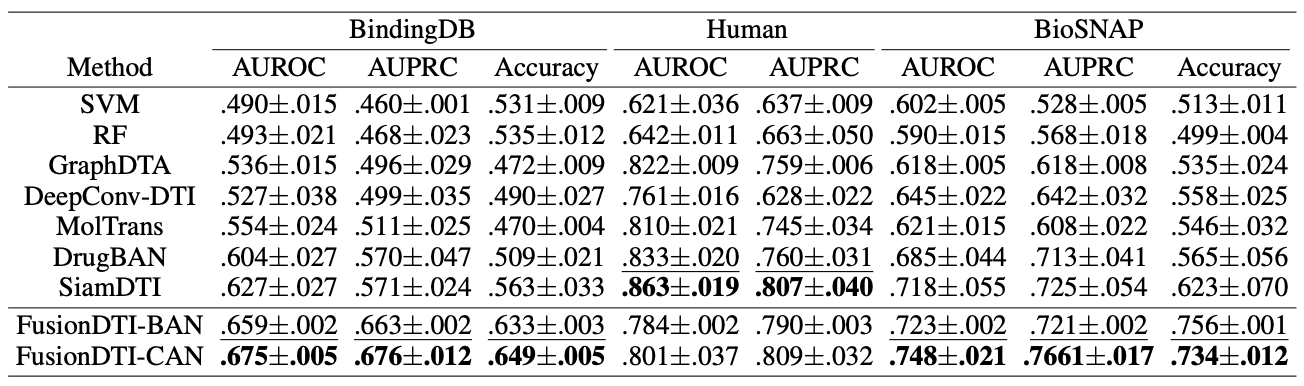 BindingDB Human BioSNAP
Method AUROC AUPRC Accuracy AUROC AUPRC AUROC AUPRC Accuracy
SVM .490±.015 .460±.001 .531±.009 .621±.036 .637±.009 .602±.005 .528±.005 .513±.011
RF .493±.021 .468±.023 .535±.012 .642±.011 .663±.050 .590±.015 .568±.018 .499±.004
GraphDTA .536±.015 .496±.029 .472±.009 .822±.009 .759±.006 .618±.005 .618±.008 .535±.024
DeepConv-DTI .527±.038 .499±.035 .490±.027 .761±.016 .628±.022 .645±.022 .642±.032 .558±.025
MolTrans .554±.024 .511±.025 .470±.004 .810±.021 .745±.034 .621±.015 .608±.022 .546±.032
DrugBAN .604±.027 .570±.047 .509±.021 .833±.020 .760±.031 .685±.044 .713±.041 .565±.056
SiamDTI .627±.027 .571±.024 .563±.033 .863±.019 .807±.040 .718±.055 .725±.054 .623±.070
FusionDTI-BAN .659±.002 .663±.002 .633±.003 .784±.002 .790±.003 .723±.002 .721±.002 .756±.001
FusionDTI-CAN .675±.005 .676±.012 .649±.005 .801±.037 .809±.032 .748±.021 .7661±.017 .734±.012